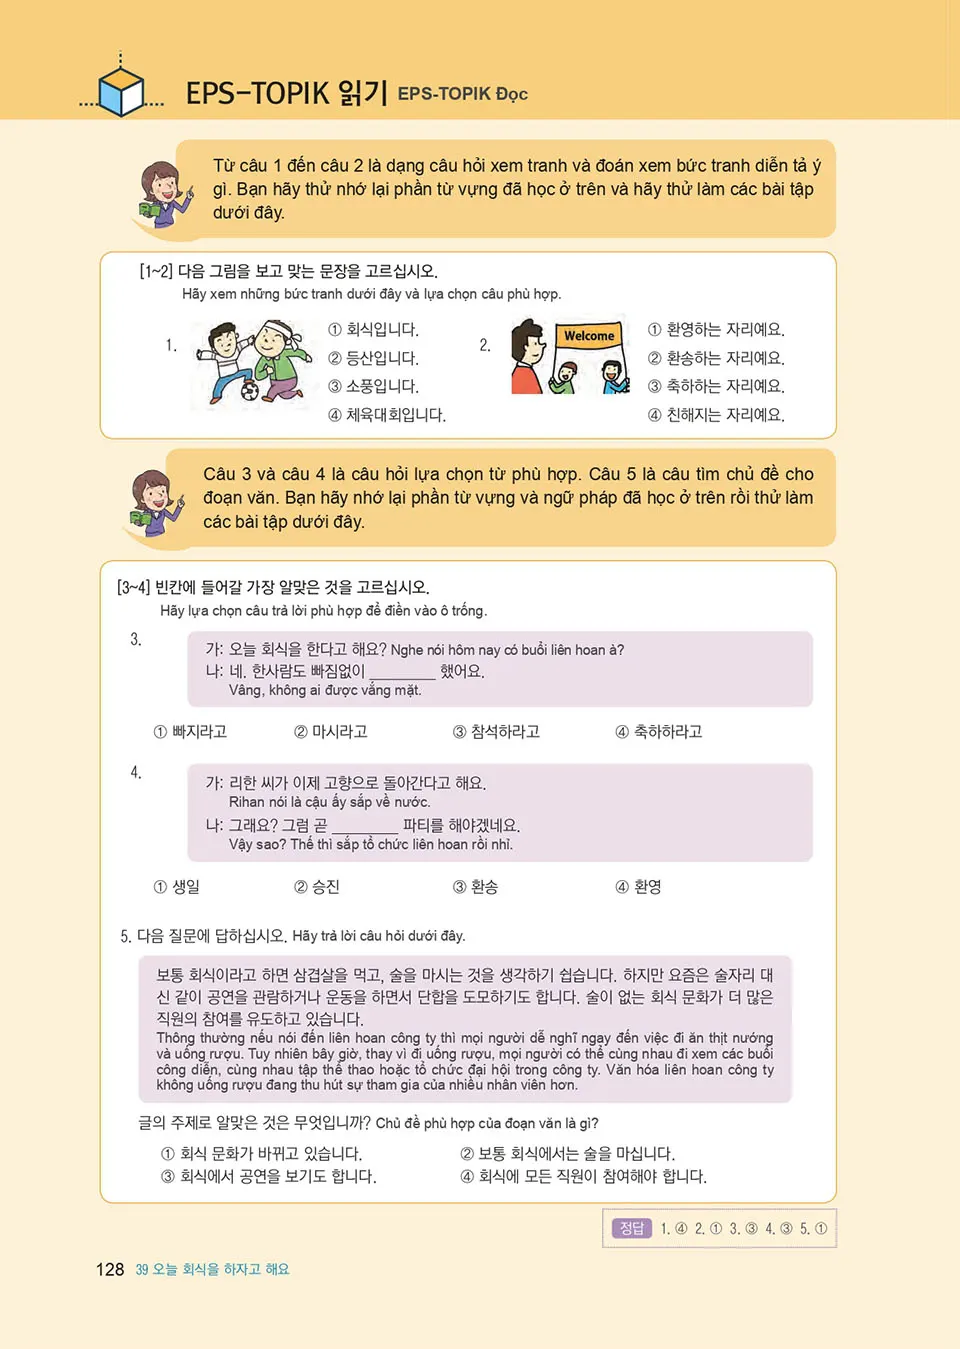 EPS-TOPIK 읽기 EPS-TOPIK Đọc
Từ câu 1 đến câu 2 là dạng câu hỏi xem tranh và đoán xem bức tranh diễn tả ý
gì. Bạn hãy thử nhớ lại phần từ vựng đã học ở trên và hãy thử làm các bài tập
dưới đây.
[1~2] 다음 그림을 보고 맞는 문장을 고르십시오.
Hãy xem những bức tranh dưới đây và lựa chọn câu phù hợp.
1.
① 회식입니다.
② 등산입니다.
③ 소풍입니다.
④ 체육대회입니다.
2.
Welcome
① 환영하는 자리예요.
② 환송하는 자리예요.
③ 축하하는 자리예요.
④ 친해지는 자리예요.
Câu 3 và câu 4 là câu hỏi lựa chọn từ phù hợp. Câu 5 là câu tìm chủ đề cho
đoạn văn. Bạn hãy nhớ lại phần từ vựng và ngữ pháp đã học ở trên rồi thử làm
các bài tập dưới đây.
[3~4] 빈칸에 들어갈 가장 알맞은 것을 고르십시오.
Hãy lựa chọn câu trả lời phù hợp để điền vào ô trống.
3.
가: 오늘 회식을 한다고 해요? Nghe nói hôm nay có buổi liên hoan à?
나: 네. 한사람도 빠짐없이 ________ 했어요.
Vâng, không ai được vắng mặt.
① 빠지라고 ② 마시라고 ③ 참석하라고 ④ 축하하라고
4.
가: 리한 씨가 이제 고향으로 돌아간다고 해요.
Rihan nói là cậu ấy sắp về nước.
나: 그래요? 그럼 곧 ________ 파티를 해야겠네요.
Vậy sao? Thế thì sắp tổ chức liên hoan rồi nhỉ.
① 생일 ② 승진 ③ 환송 ④ 환영
5. 다음 질문에 답하십시오. Hãy trả lời câu hỏi dưới đây.
보통 회식이라고 하면 삼겹살을 먹고, 술을 마시는 것을 생각하기 쉽습니다. 하지만 요즘은 술자리 대
신 같이 공연을 관람하거나 운동을 하면서 단합을 도모하기도 합니다. 술이 없는 회식 문화가 더 많은
직원의 참여를 유도하고 있습니다.
Thông thường nếu nói đến liên hoan công ty thì mọi người dễ nghĩ ngay đến việc đi ăn thịt nướng
và uống rượu. Tuy nhiên bây giờ, thay vì đi uống rượu, mọi người có thể cùng nhau đi xem các buổi
công diễn, cùng nhau tập thể thao hoặc tổ chức đại hội trong công ty. Văn hóa liên hoan công ty
không uống rượu đang thu hút sự tham gia của nhiều nhân viên hơn.
글의 주제로 알맞은 것은 무엇입니까? Chủ đề phù hợp của đoạn văn là gì?
① 회식 문화가 바뀌고 있습니다. ② 보통 회식에서는 술을 마십니다.
③ 회식에서 공연을 보기도 합니다. ④ 회식에 모든 직원이 참여해야 합니다.
정답 1. ④ 2. ① 3. ③ 4. ③ 5. ①
128 39 오늘 회식을 하자고 해요